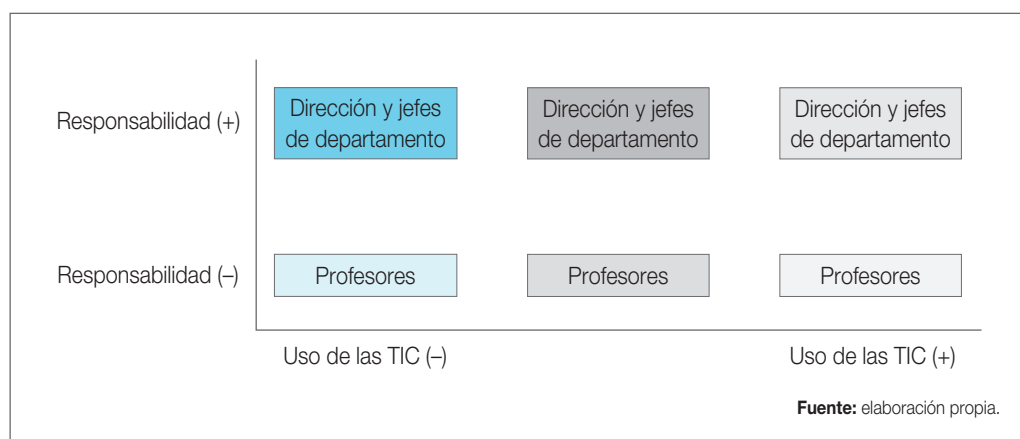 Responsabilidad (+)
Dirección y jefes
de departamento
Dirección y jefes
de departamento
Dirección y jefes
de departamento
Responsabilidad (–)
Profesores
Profesores
Profesores
Uso de las TIC (–)
Uso de las TIC (+)
Fuente: elaboración propia.